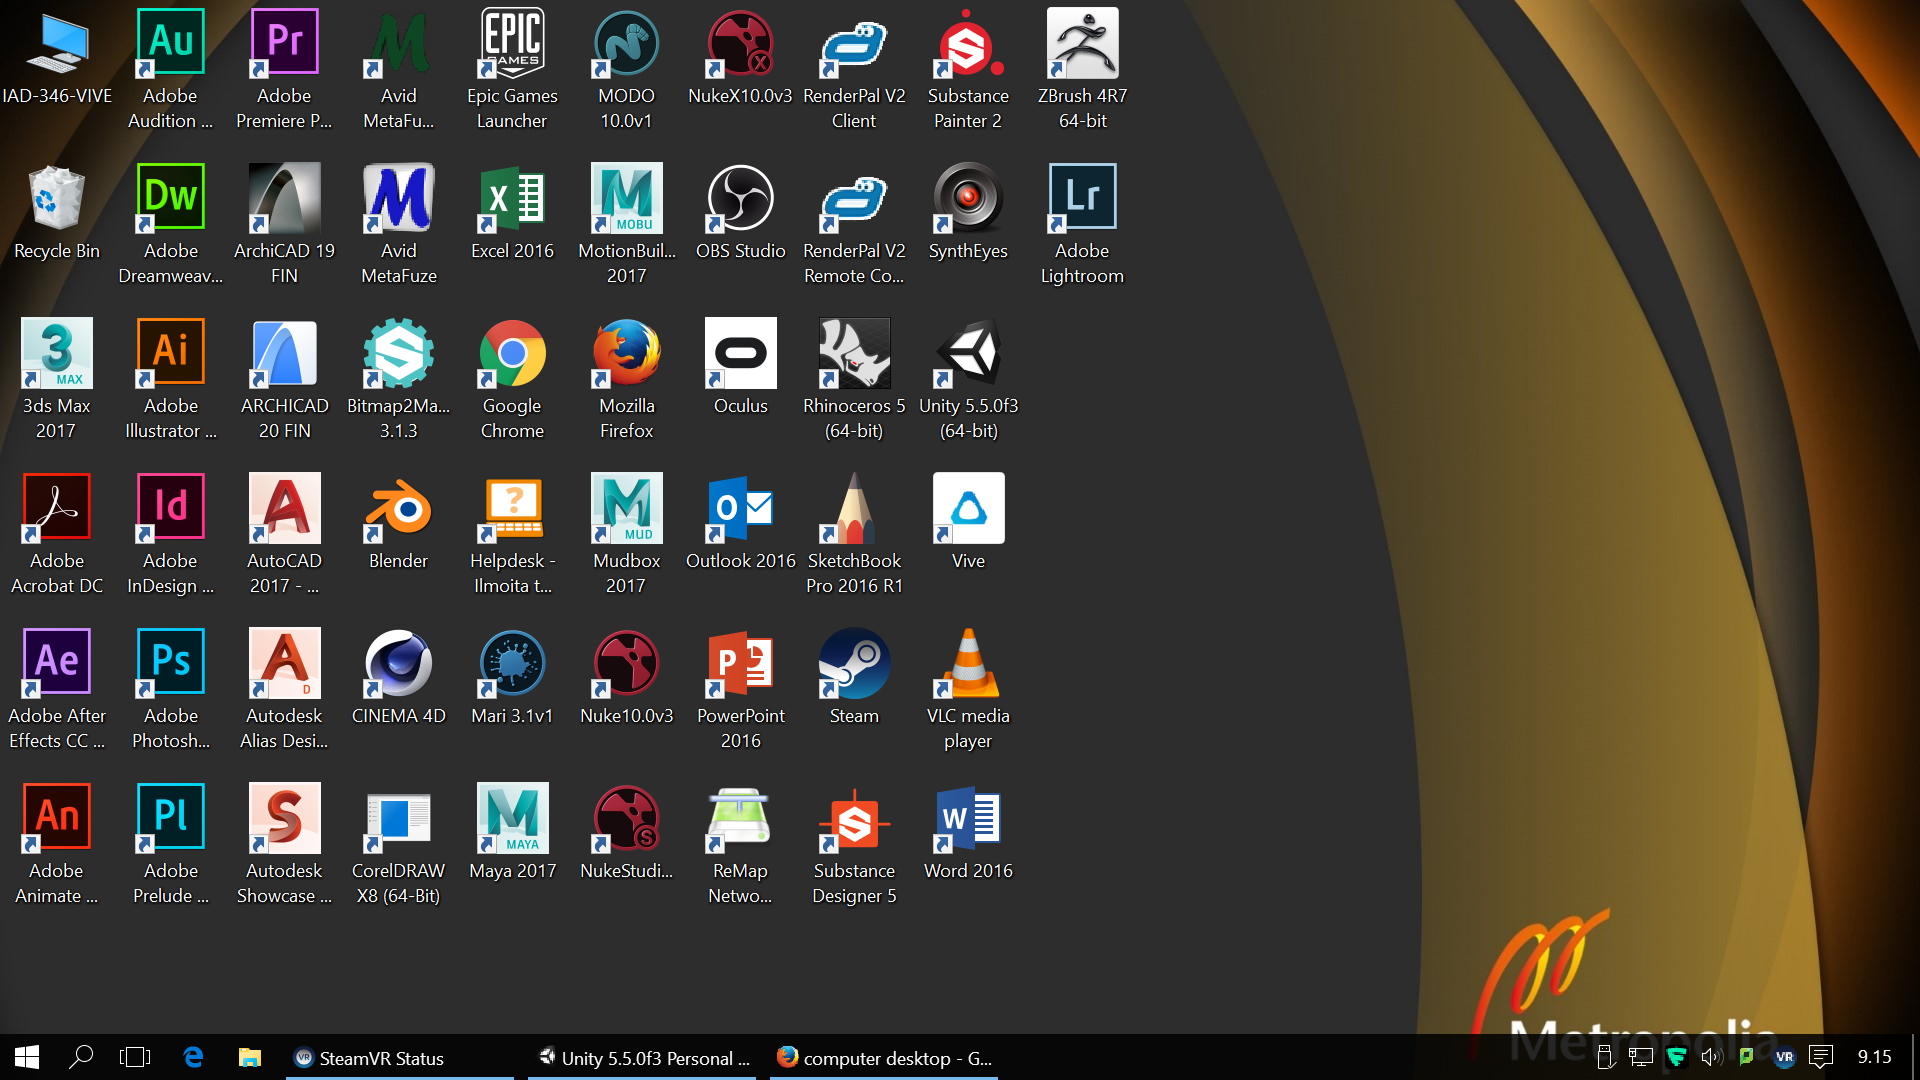 IAD-346-VIVE
Adobe
Audition ...
Adobe
Premiere P...
Avid
MetaFu...
Epic Games
Launcher
MODO
10.0v1
NukeX10.0v3
RenderPal V2
Client
Substance
Painter 2
ZBrush 4R7
64-bit
Recycle Bin
Adobe
Dreamweav...
ArchiCAD 19
FIN
Avid
MetaFuze
Excel 2016
MotionBuil...
2017
OBS Studio
RenderPal V2
Remote Co...
SynthEyes
Adobe
Lightroom
3ds Max
2017
Adobe
Illustrator ...
ARCHICAD
20 FIN
Bitmap2Ma...
3.1.3
Google
Chrome
Mozilla
Firefox
Oculus
Rhinoceros 5
(64-bit)
Unity 5.5.0f3
(64-bit)
Adobe
Acrobat DC
Adobe
InDesign ...
AutoCAD
2017 - ...
Blender
Helpdesk -
Ilmoita t...
Mudbox
2017
Outlook 2016
SketchBook
Pro 2016 R1
Vive
Adobe After
Effects CC ...
Adobe
Photosh...
Autodesk
Alias Desi...
CINEMA 4D
Mari 3.1v1
Nuke10.0v3
PowerPoint
2016
Steam
VLC media
player
Adobe
Animate ...
Adobe
Prelude ...
Autodesk
Showcase ...
CorelDRAW
X8 (64-Bit)
Maya 2017
NukeStudi...
ReMap
Netwo...
Substance
Designer 5
Word 2016
Au
Pr
EPIC
GAMES
X
Dw
M
X
MOBU
Lr
3
MAX
Ai
Id
A
?
MUD
O
Ae
Ps
A
D
P
An
Pl
S
MAYA
S
W
Metropolia
VR SteamVR Status
Unity 5.5.0f3 Personal ...
computer desktop - G...
VR
9.15